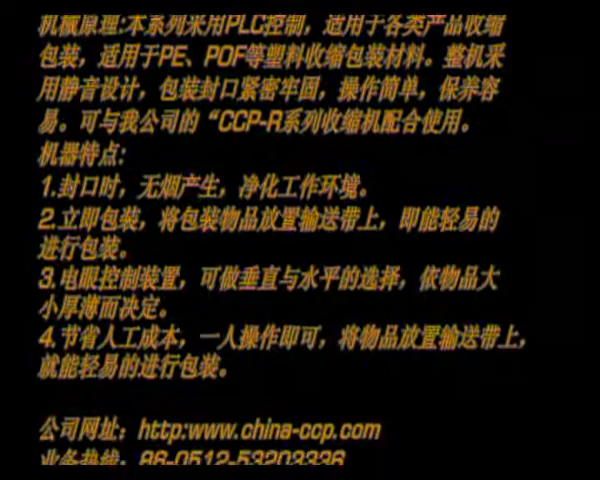 机械原理:本系列采用PLC控制，适用于各类产品收缩
包装，适用于PE、POF等塑料收缩包装材料。整机采
用静音设计，包装封口紧密牢固，操作简单，保养容
易。可与我公司的“CCP-R系列收缩机配合使用。
机器特点:
1.封口时，无烟产生，净化工作环境。
2.立即包装，将包装物品放置输送带上，即能轻易的
进行包装。
3.电眼控制装置，可做垂直与水平的选择，依物品大
小厚薄而决定。
4.节省人工成本，一人操作即可，将物品放置输送带上，
就能轻易的进行包装。
公司网址：http:www.china-ccp.com
业务热线：86-0512-53203336